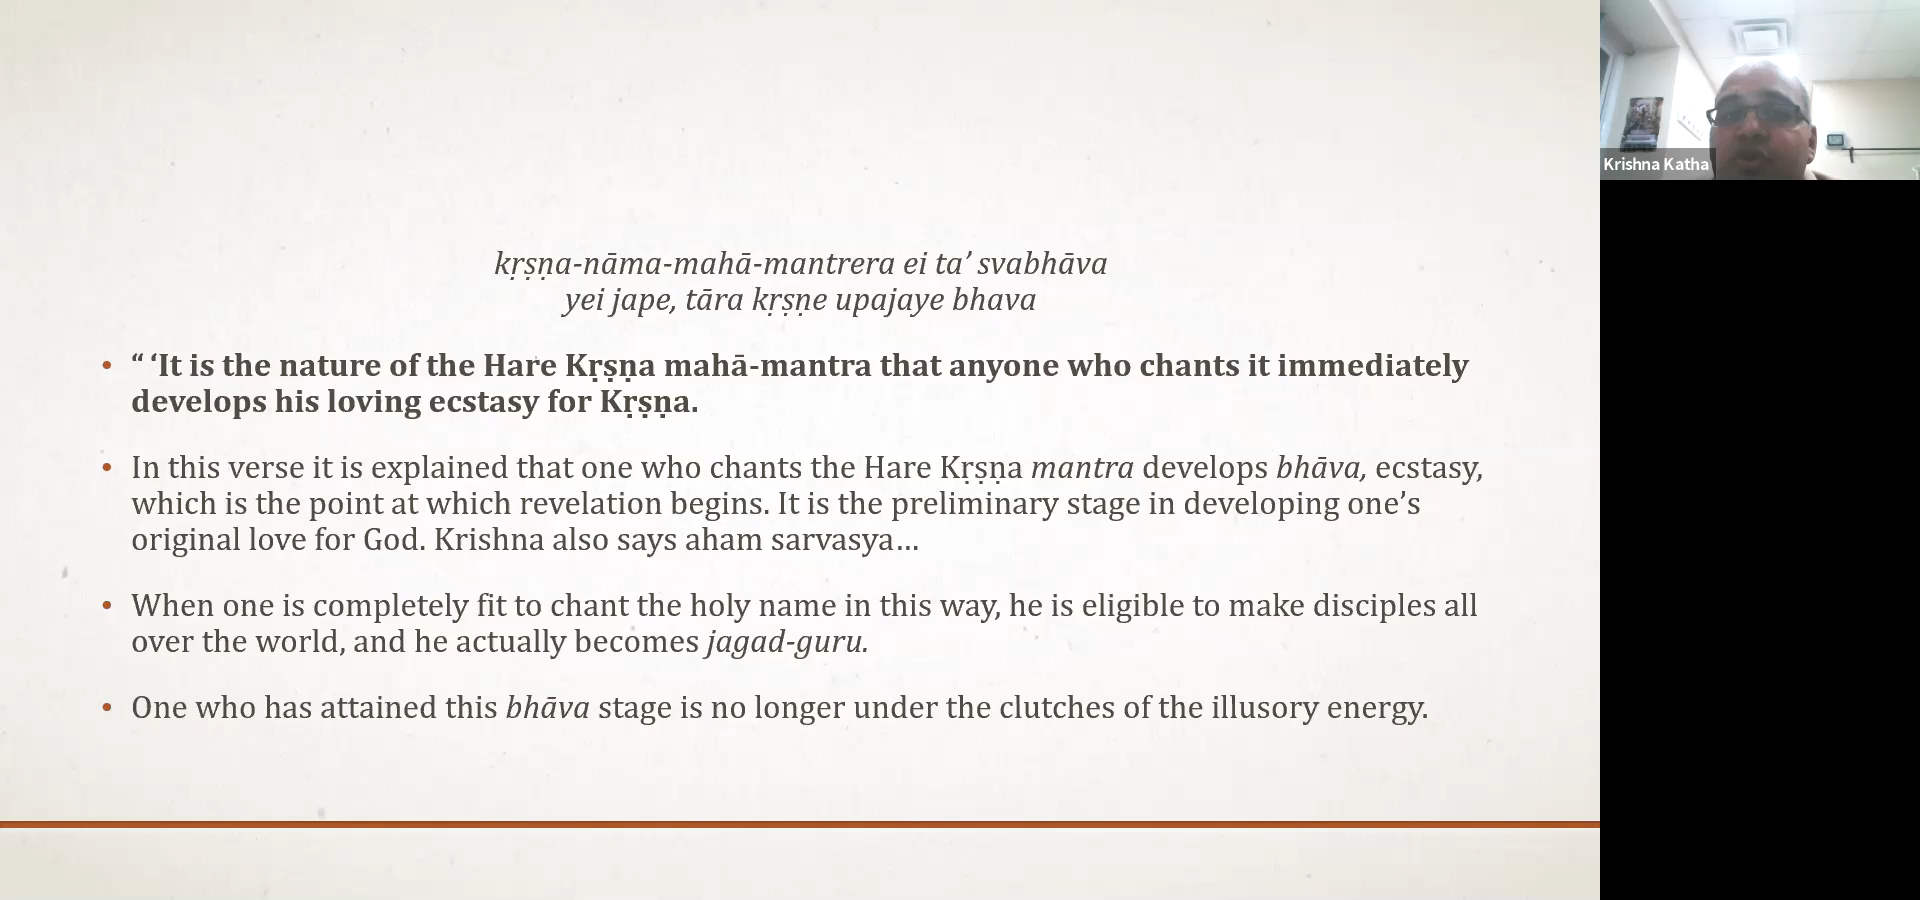 kṛṣṇa-nāma-mahā-mantrera ei ta’ svabhāva
yei jape, tāra kṛṣṇe upajaye bhava
• “ ‘It is the nature of the Hare Kṛṣṇa mahā-mantra that anyone who chants it immediately
develops his loving ecstasy for Kṛṣṇa.
• In this verse it is explained that one who chants the Hare Kṛṣṇa mantra develops bhāva, ecstasy,
which is the point at which revelation begins. It is the preliminary stage in developing one’s
original love for God. Krishna also says aham sarvasya…
• When one is completely fit to chant the holy name in this way, he is eligible to make disciples all
over the world, and he actually becomes jagad-guru.
• One who has attained this bhāva stage is no longer under the clutches of the illusory energy.
Krishna Katha